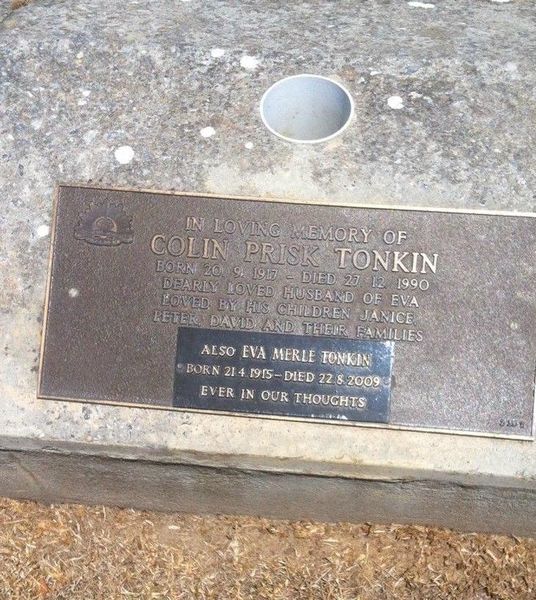 IN LOVING MEMORY OF
COLIN PRISK TONKIN
BORN 20.9.1917 – DIED 27.12.1990
DEARLY LOVED HUSBAND OF EVA
LOVED BY HIS CHILDREN JANICE,
PETER, DAVID AND THEIR FAMILIES
ALSO EVA MERLE TONKIN
BORN 21.4.1915–DIED 22.8.2009
EVER IN OUR THOUGHTS